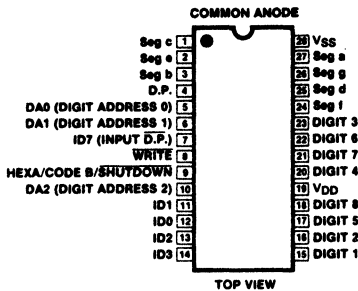 COMMON ANODE
Seg c 1
Seg e 2
Seg b 3
D.P. 4
DA0 (DIGIT ADDRESS 0) 5
DA1 (DIGIT ADDRESS 1) 6
ID7 (INPUT D.P.) 7
WRITE 8
HEXA/CODE B/SHUTDOWN 9
DA2 (DIGIT ADDRESS 2) 10
ID1 11
ID0 12
ID2 13
ID3 14
28 VSS
27 Seg a
26 Seg g
25 Seg d
24 Seg f
23 DIGIT 3
22 DIGIT 6
21 DIGIT 7
20 DIGIT 4
19 VDD
18 DIGIT 8
17 DIGIT 5
16 DIGIT 2
15 DIGIT 1
TOP VIEW